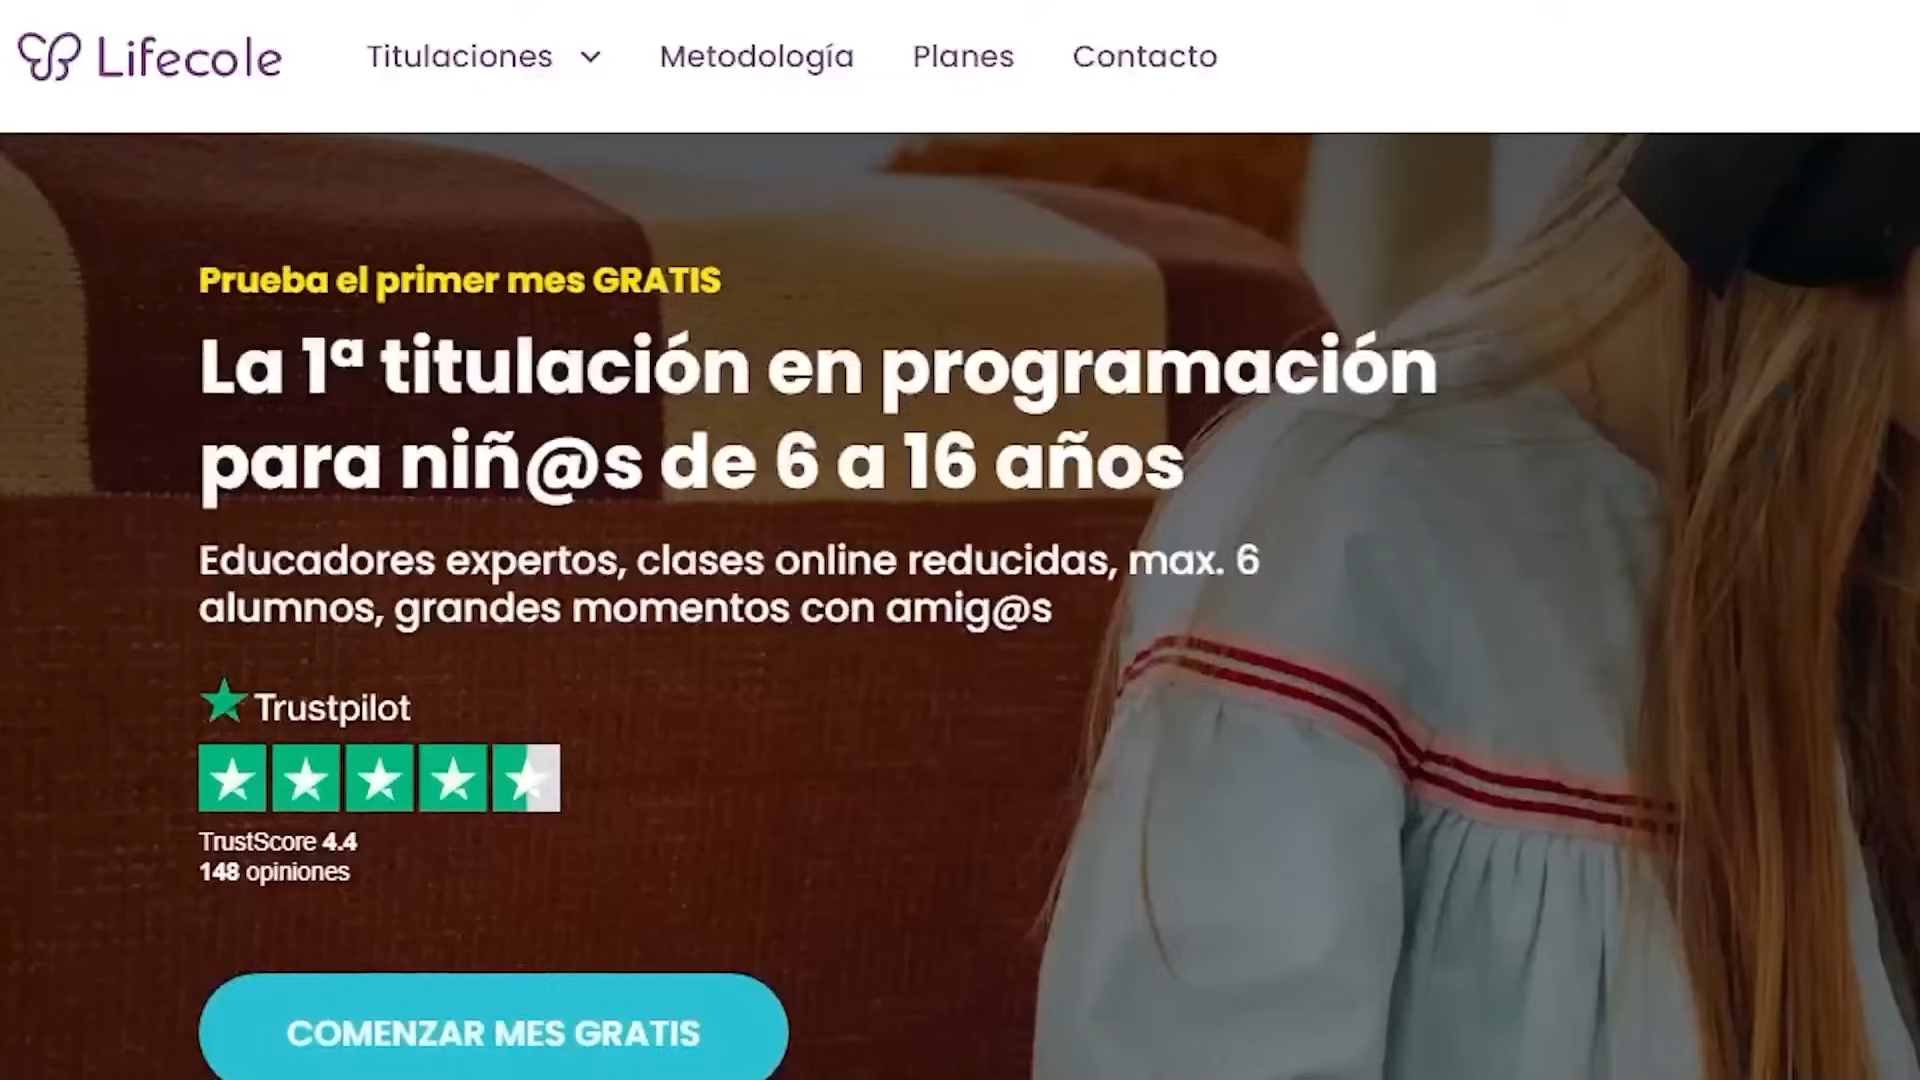 Lifecole
Titulaciones
Metodología
Planes
Contacto
Prueba el primer mes GRATIS
La 1ª titulación en programación
para niñ@s de 6 a 16 años
Educadores expertos, clases online reducidas, max. 6
alumnos, grandes momentos con amig@s
Trustpilot
TrustScore 4.4
148 opiniones
COMENZAR MES GRATIS